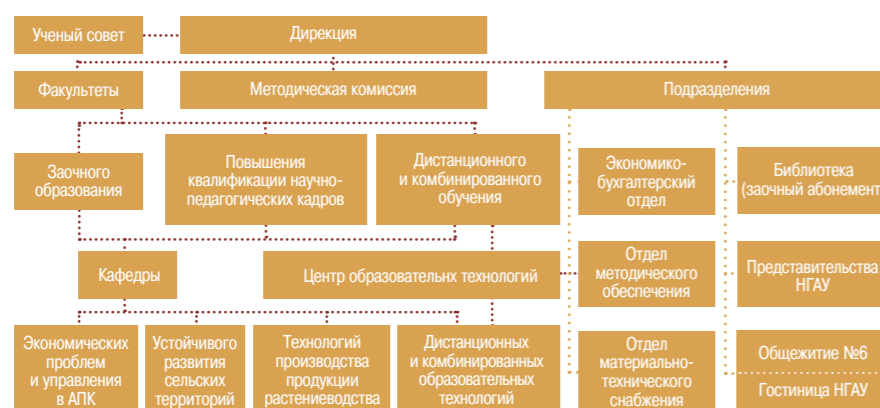 Ученый совет
Дирекция
Факультеты
Методическая комиссия
Подразделения
Заочного
образования
Повышения
квалификации научно-
педагогических кадров
Дистанционного
и комбинированного
обучения
Экономико-
бухгалтерский
отдел
Библиотека
(заочный абонемент
Кафедры
Центр образовательнх технологий
Отдел
методического
обеспечения
Представительства
НГАУ
Экономических
проблем
и управления
в АПК
Устойчивого
развития
сельских
территорий
Технологий
производства
продукции
растениеводства
Дистанционных
и комбинированных
образовательных
технологий
Отдел
материально-
технического
снабжения
Общежитие №6
Гостиница НГАУ